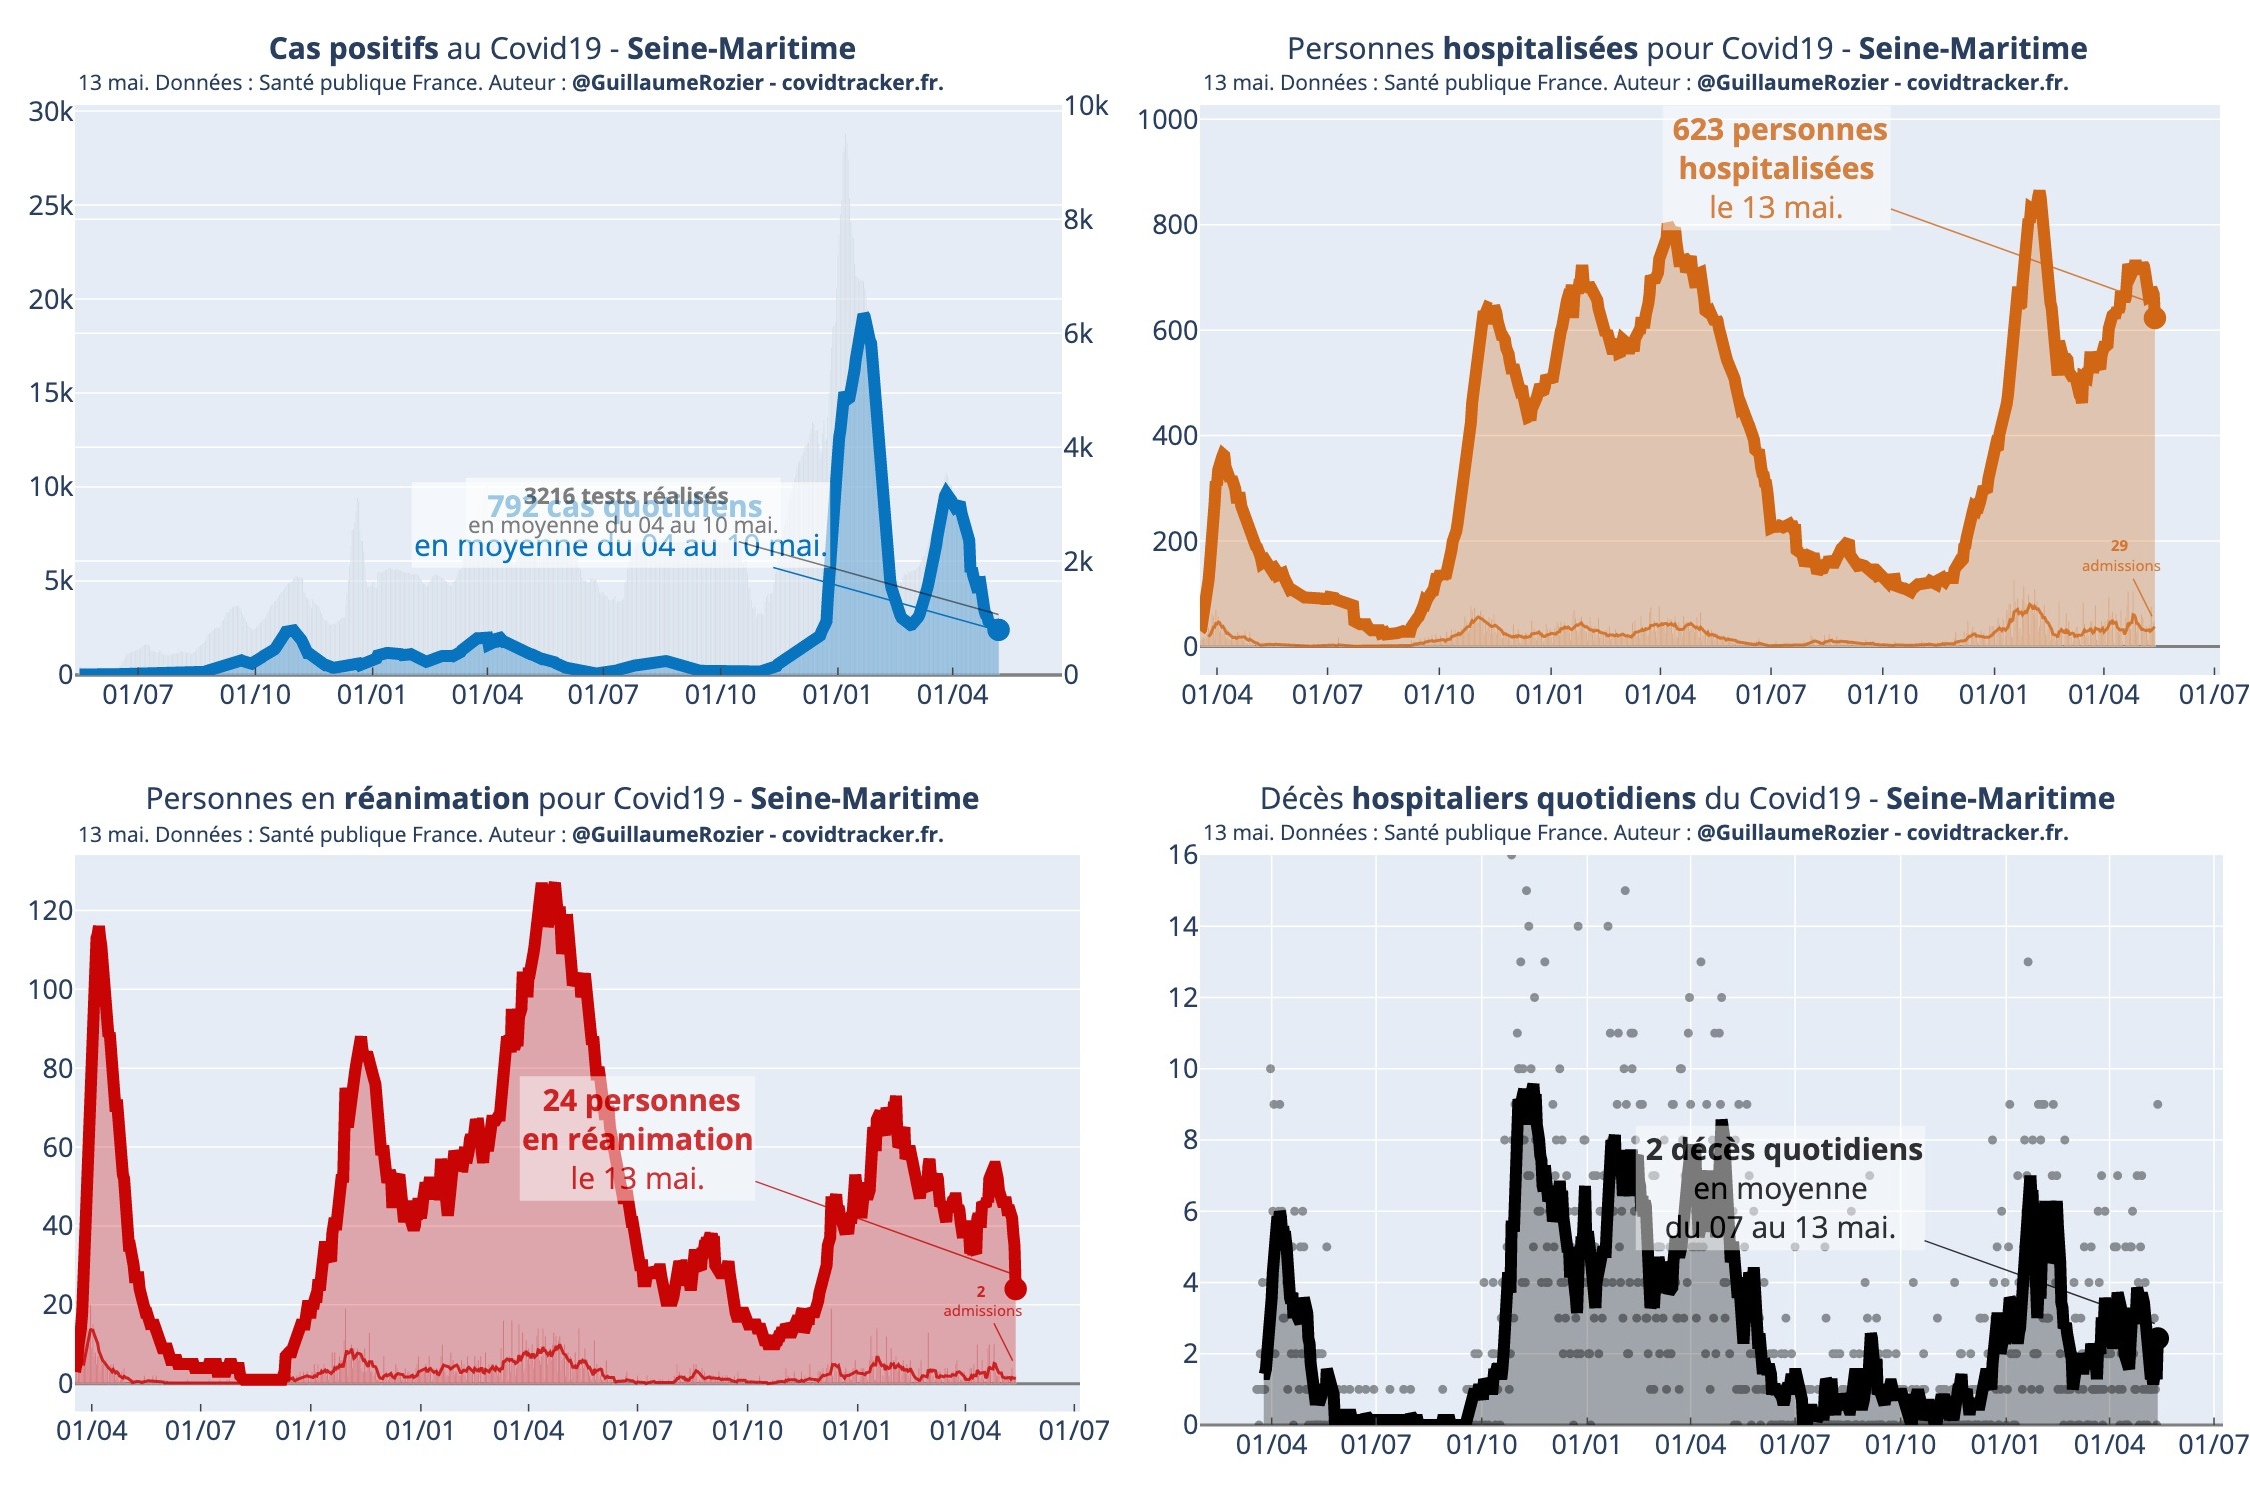 Cas positifs au Covid19 - Seine-Maritime
13 mai. Données : Santé publique France. Auteur : @GuillaumeRozier - covidtracker.fr.
30k
25k
20k
15k
10k
5k
0
10k
8k
6k
4k
2k
0
3216 tests réalisés
en moyenne du 04 au 10 mai.
792 cas quotidiens
en moyenne du 04 au 10 mai.
01/07 01/10 01/01 01/04 01/07 01/10 01/01 01/04
Personnes hospitalisées pour Covid19 - Seine-Maritime
13 mai. Données : Santé publique France. Auteur : @GuillaumeRozier - covidtracker.fr.
1000
800
600
400
200
0
623 personnes
hospitalisées
le 13 mai.
29
admissions
01/04 01/07 01/10 01/01 01/04 01/07 01/10 01/01 01/04 01/07
Personnes en réanimation pour Covid19 - Seine-Maritime
13 mai. Données : Santé publique France. Auteur : @GuillaumeRozier - covidtracker.fr.
120
100
80
60
40
20
0
24 personnes
en réanimation
le 13 mai.
2
admissions
01/04 01/07 01/10 01/01 01/04 01/07 01/10 01/01 01/04 01/07
Décès hospitaliers quotidiens du Covid19 - Seine-Maritime
13 mai. Données : Santé publique France. Auteur : @GuillaumeRozier - covidtracker.fr.
16
14
12
10
8
6
4
2
0
2 décès quotidiens
en moyenne
du 07 au 13 mai.
01/04 01/07 01/10 01/01 01/04 01/07 01/10 01/01 01/04 01/07